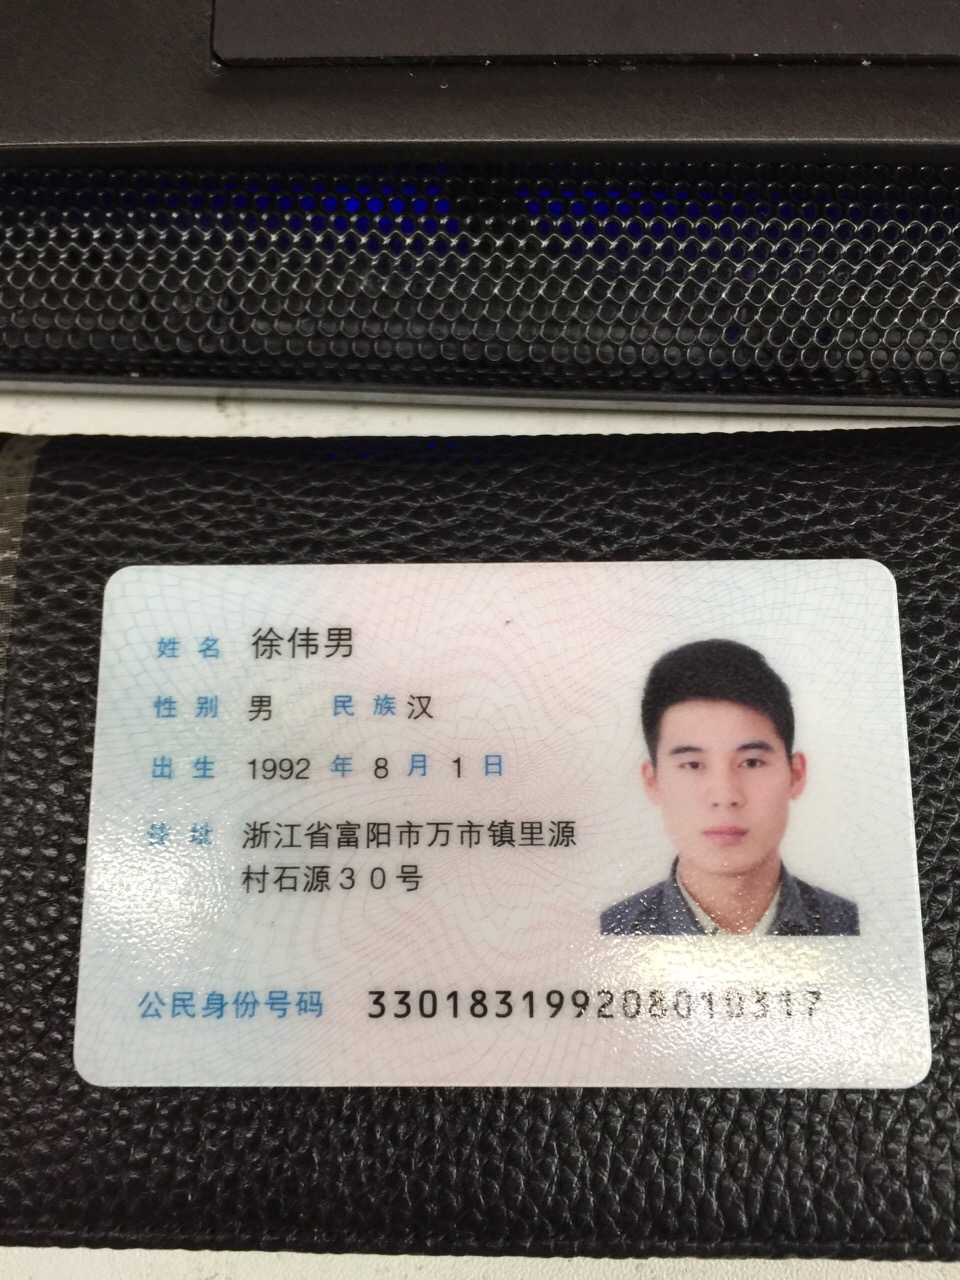 姓名 徐伟男
性别 男 民族 汉
出生 1992 年 8 月 1 日
住址 浙江省富阳市万市镇里源
村石源30号
公民身份号码 330183199208010317